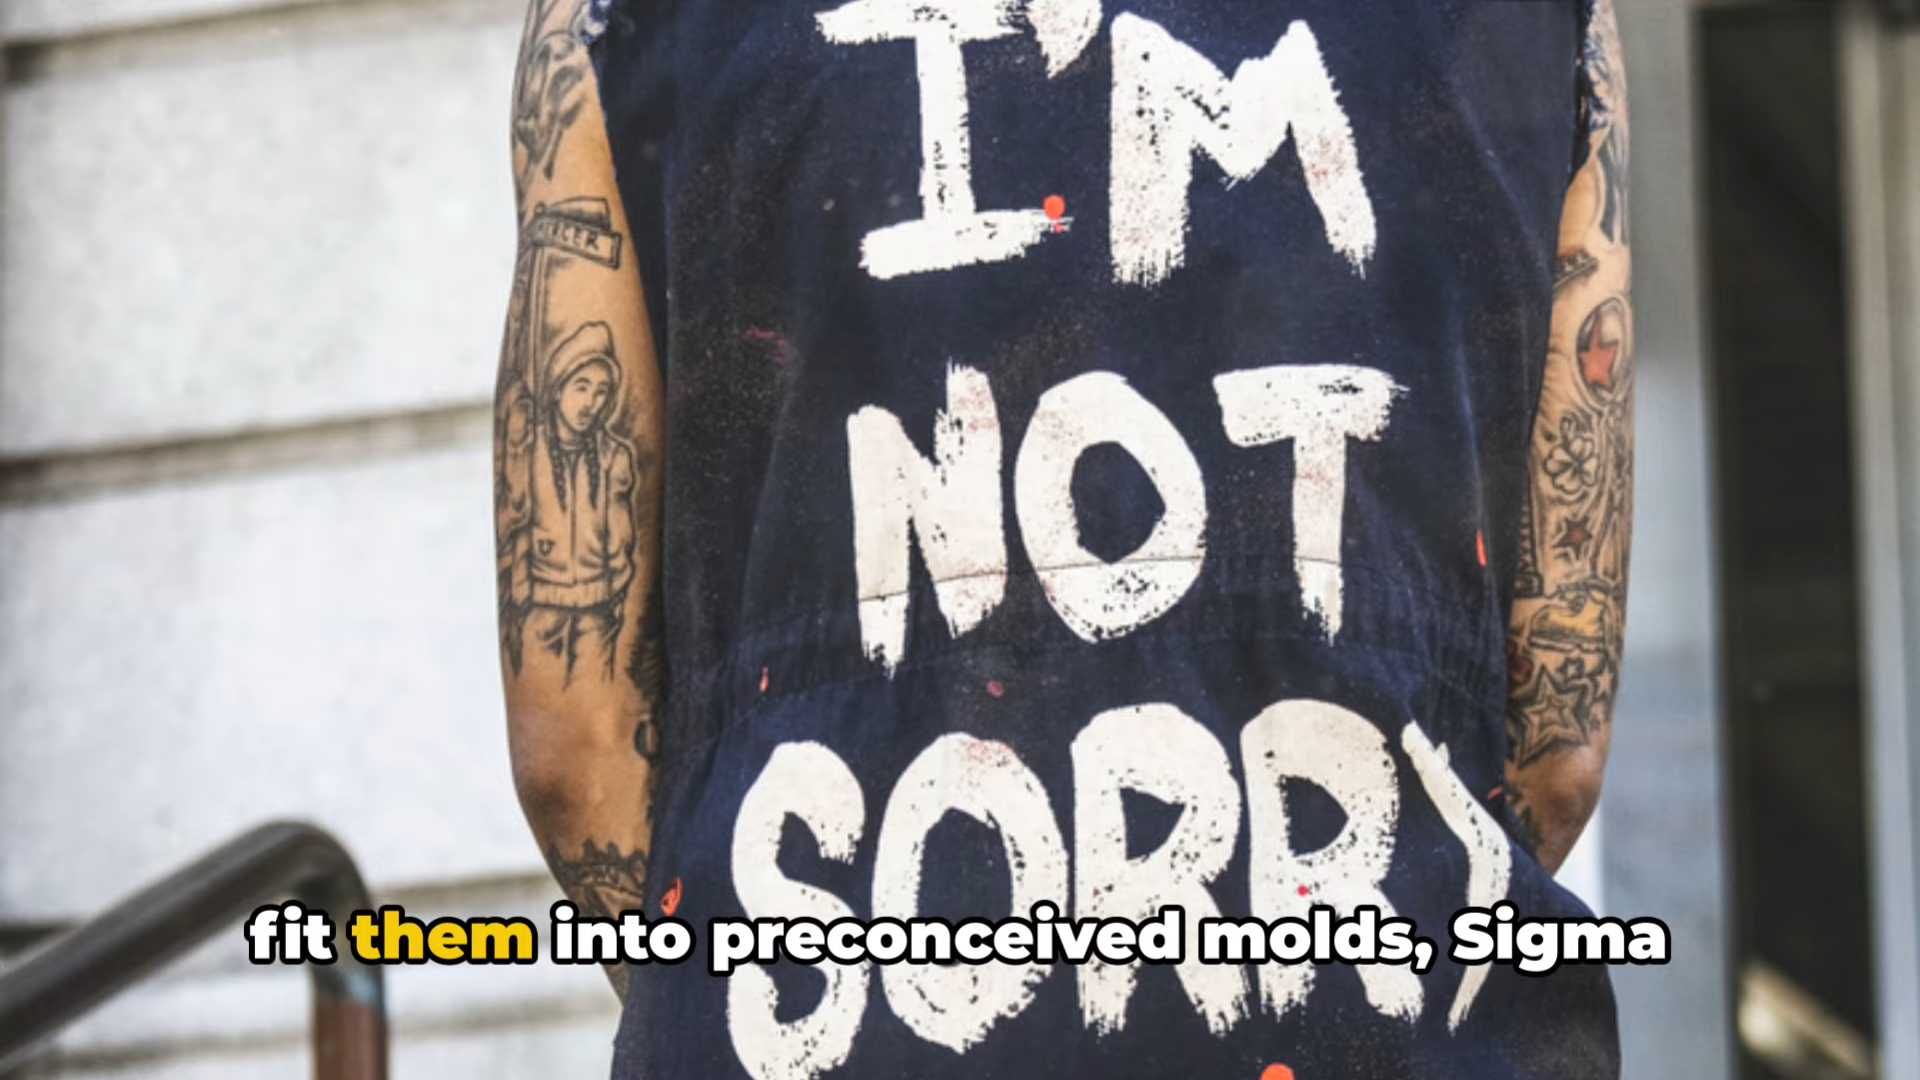 I'M
NOT
SORRY
fit them into preconceived molds, Sigma